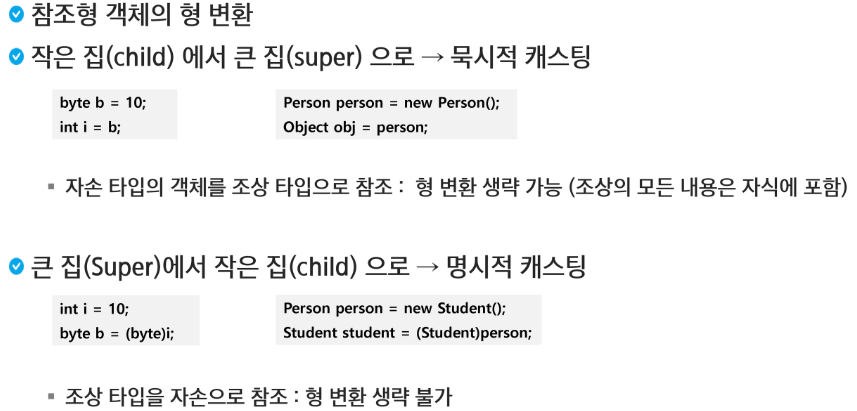 참조형 객체의 형 변환
작은 집(child) 에서 큰 집(super) 으로 → 묵시적 캐스팅
byte b = 10;
int i = b;
Person person = new Person();
Object obj = person;
자손 타입의 객체를 조상 타입으로 참조 : 형 변환 생략 가능 (조상의 모든 내용은 자식에 포함)
큰 집(Super)에서 작은 집(child) 으로 → 명시적 캐스팅
int i = 10;
byte b = (byte)i;
Person person = new Student();
Student student = (Student)person;
조상 타입을 자손으로 참조 : 형 변환 생략 불가